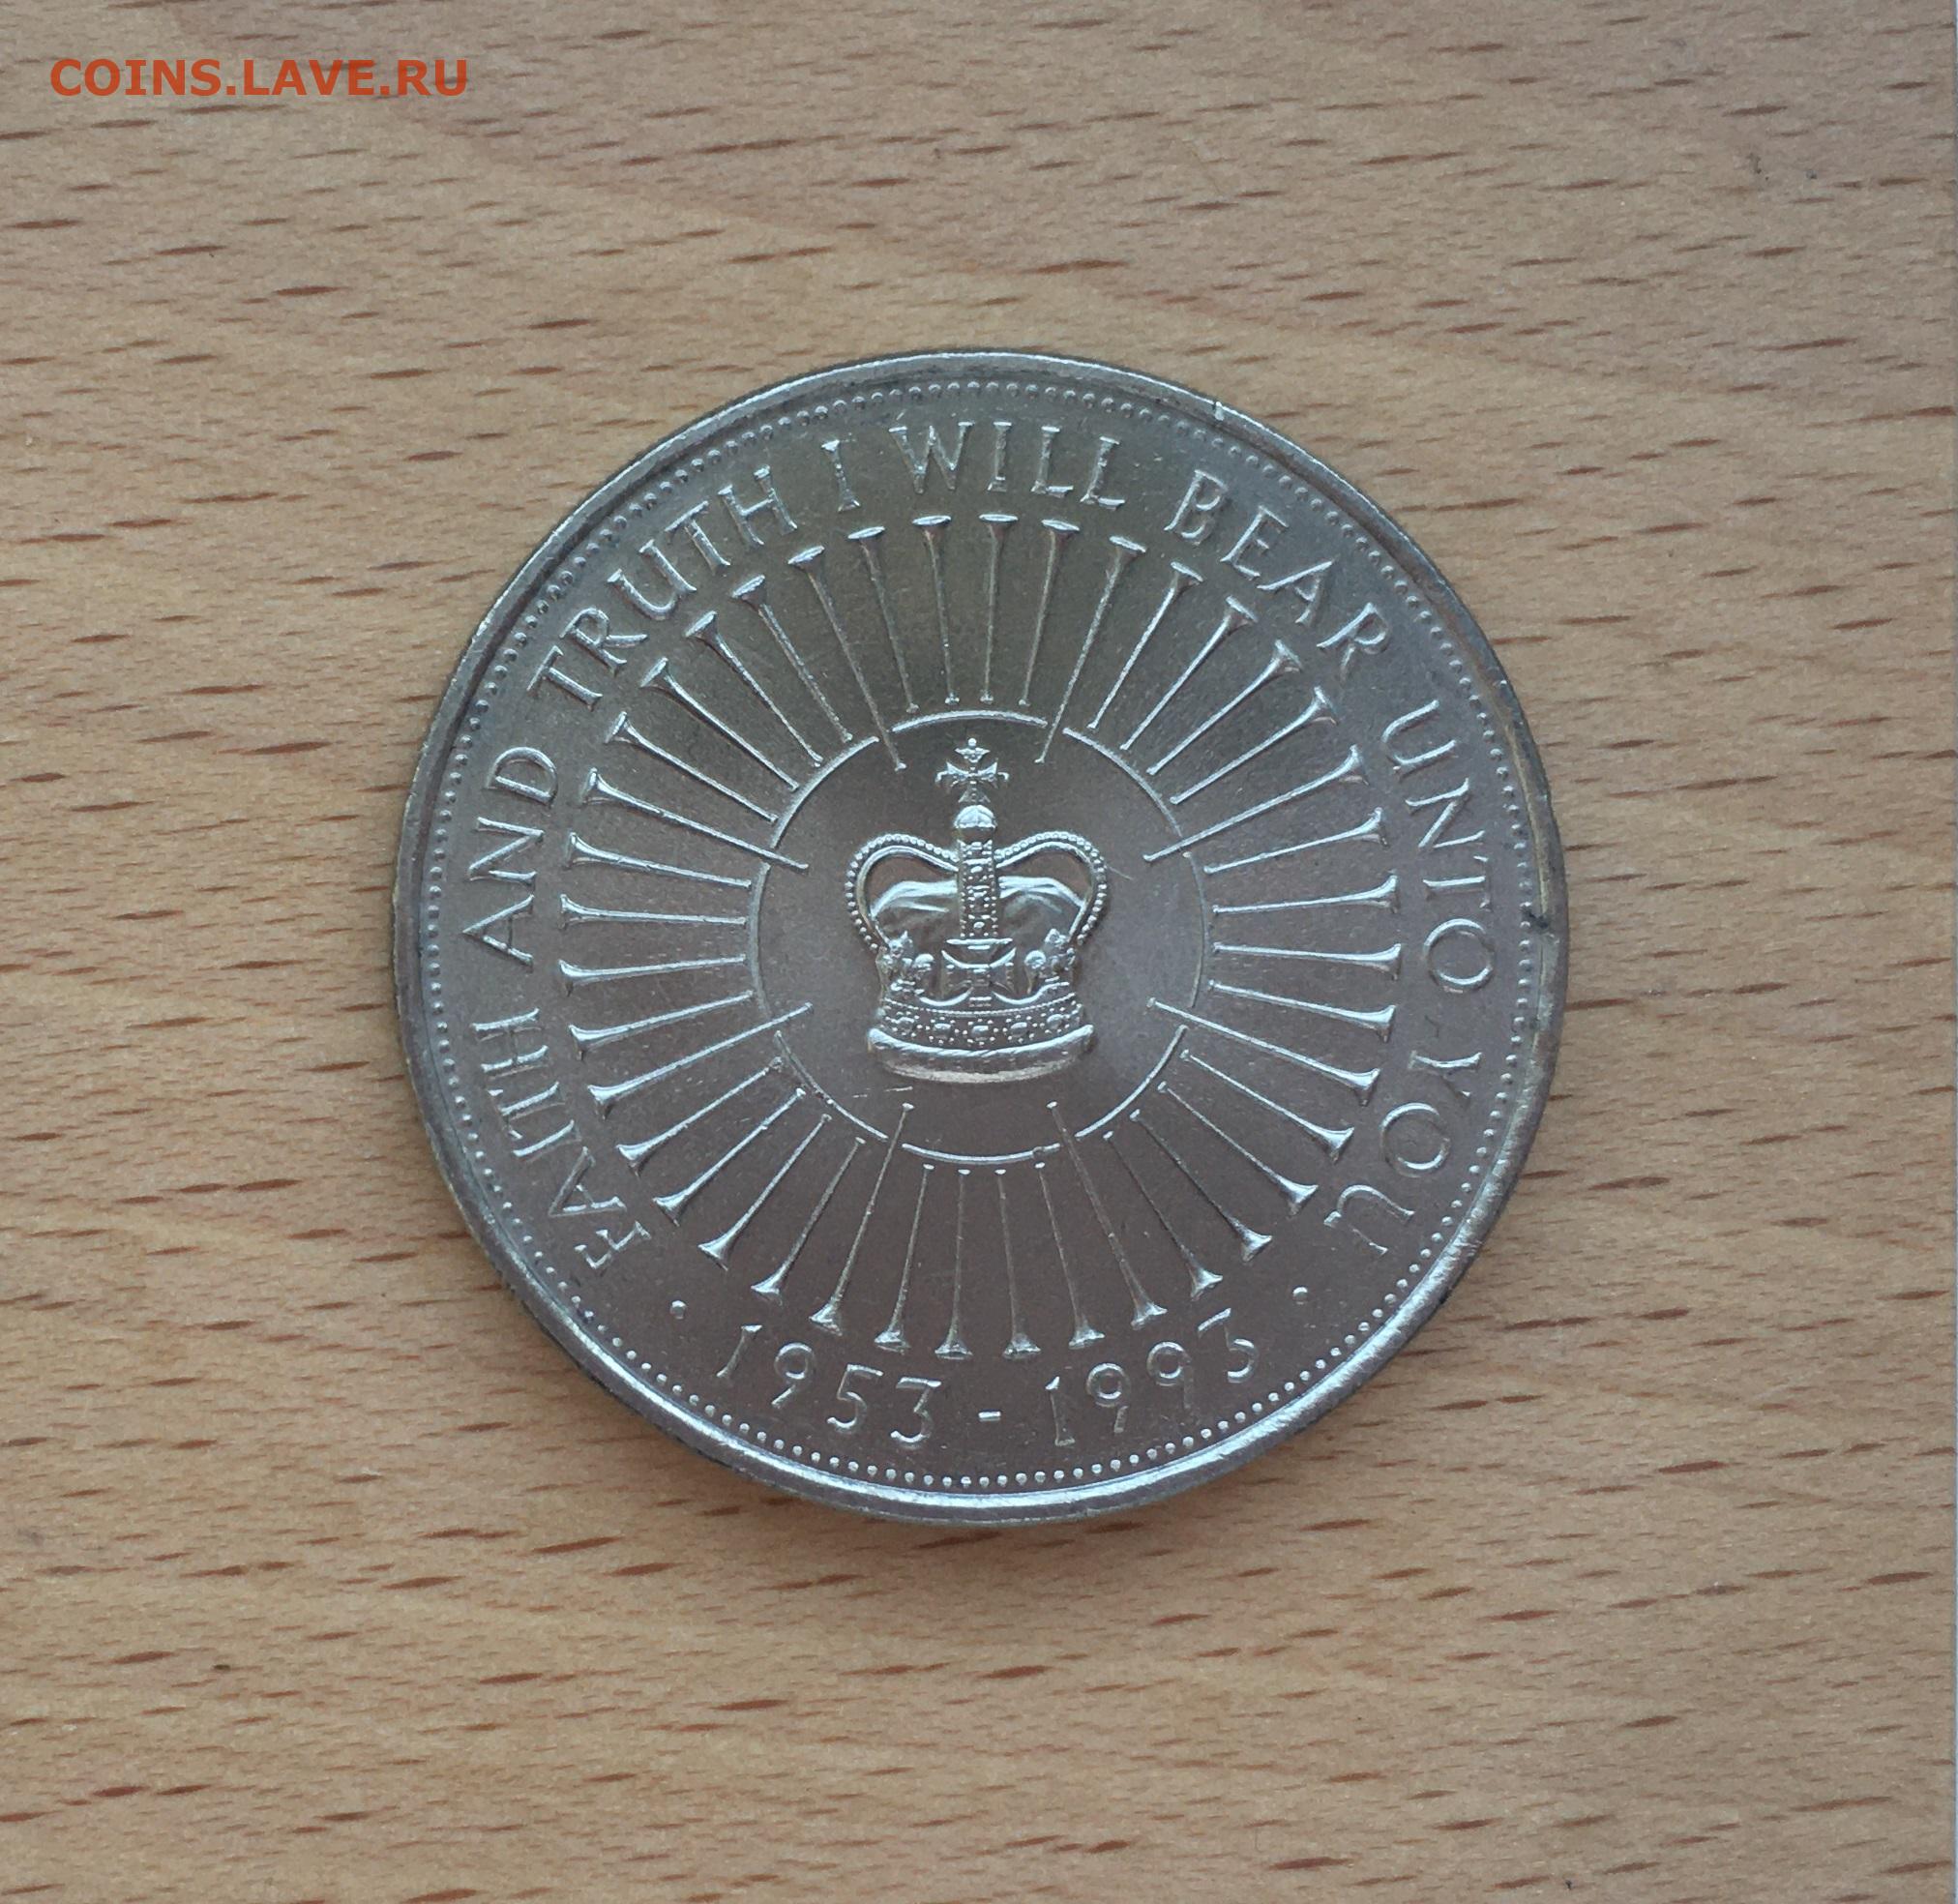 COINS.LAVE.RU
FAITH AND TRUTH I WILL BEAR UNTO YOU
· 1953 - 1993 ·